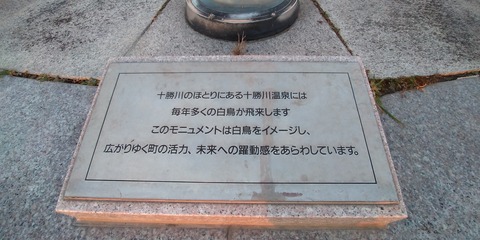 十勝川のほとりにある十勝川温泉には
毎年多くの白鳥が飛来します
このモニュメントは白鳥をイメージし、
広がりゆく町の活力、未来への躍動感をあらわしています。